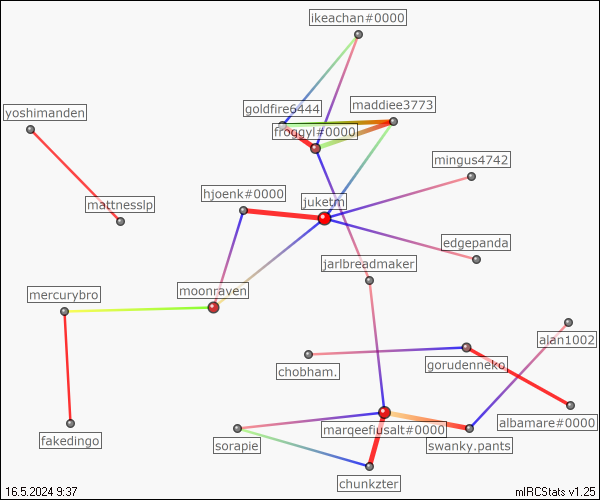 ikeachan#0000
goldfire6444
maddiee3773
yoshimanden
froggyl#0000
mingus4742
hjoenk#0000
juketm
mattnesslp
edgepanda
jarlbreadmaker
moonraven
mercurybro
alan1002
chobham.
gorudenneko
albamare#0000
marqeefiusalt#0000
fakedingo
sorapie
swanky.pants
chunkzter
16.5.2024 9:37
mIRCStats v1.25